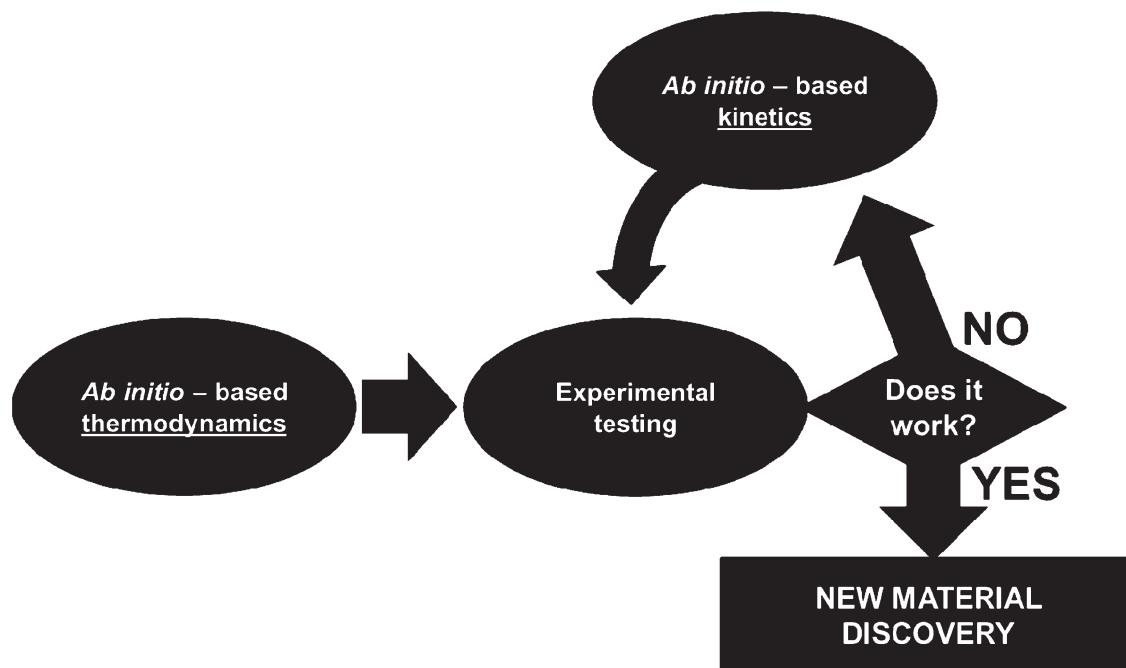 Ab initio – based
kinetics
NO
Ab initio – based
thermodynamics
Experimental
testing
Does it
work?
YES
NEW MATERIAL
DISCOVERY